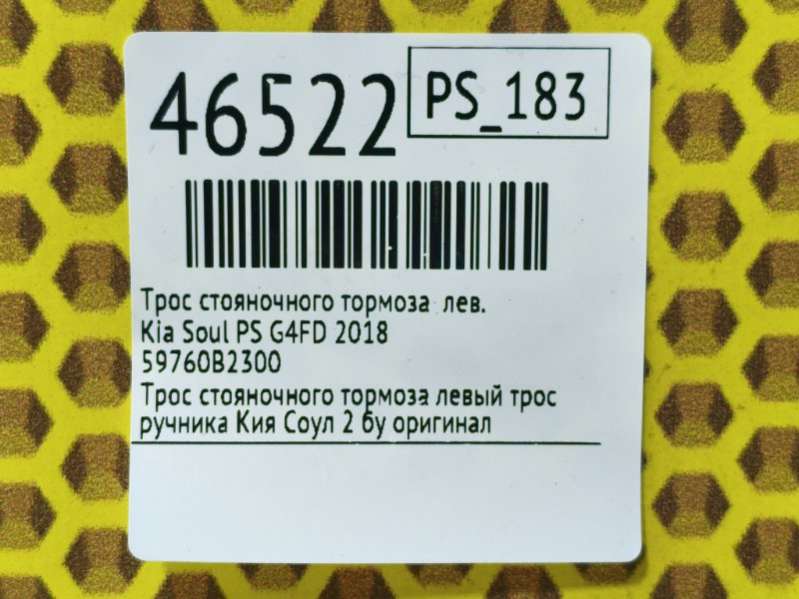 46522
PS_183
Трос стояночного тормоза лев.
Kia Soul PS G4FD 2018
59760B2300
Трос стояночного тормоза левый трос
ручника Кия Соул 2 бу оригинал